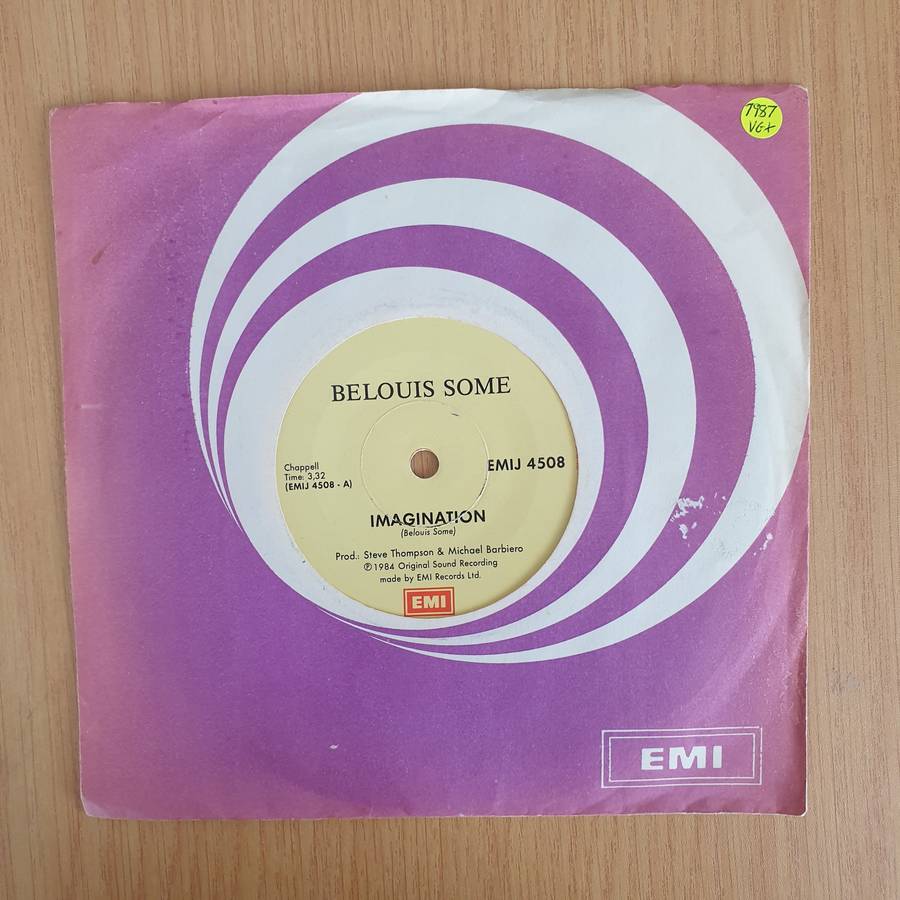 7987
VG+
BELOUIS SOME
Chappell
Time: 3,32
(EMIJ 4508 - A)
EMIJ 4508
IMAGINATION
(Belouis Some)
Prod.: Steve Thompson & Michael Barbiero
℗ 1984 Original Sound Recording
made by EMI Records Ltd.
EMI
EMI